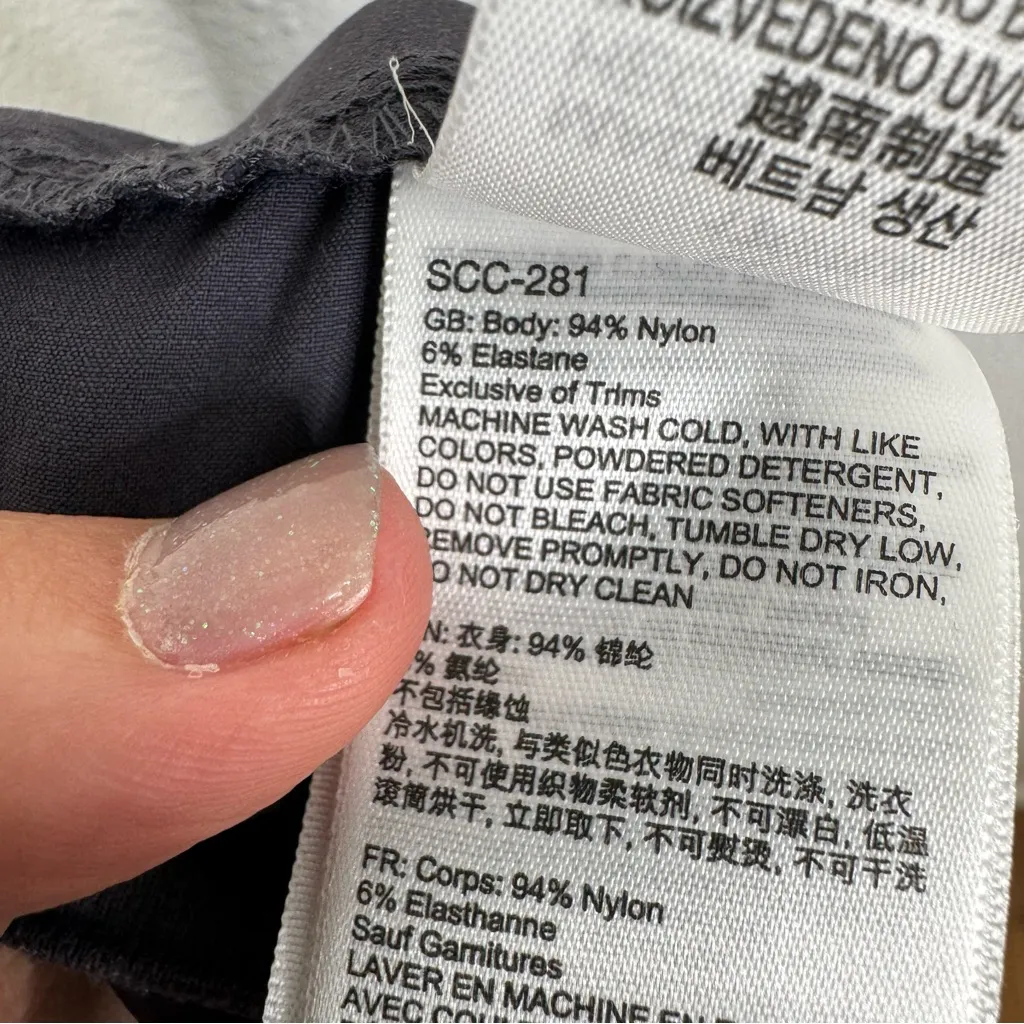 PROIZVEDENO U VIJ
越南制造
베트남 생산
SCC-281
GB: Body: 94% Nylon
6% Elastane
Exclusive of Trims
MACHINE WASH COLD, WITH LIKE
COLORS, POWDERED DETERGENT,
DO NOT USE FABRIC SOFTENERS,
DO NOT BLEACH, TUMBLE DRY LOW,
EMOVE PROMPTLY, DO NOT IRON,
O NOT DRY CLEAN
N: 衣身: 94% 锦纶
% 氨纶
不包括缘蚀
冷水机洗, 与类似色衣物同时洗涤, 洗衣
粉, 不可使用织物柔软剂, 不可漂白, 低温
滚筒烘干, 立即取下, 不可熨烫, 不可干洗
FR: Corps: 94% Nylon
6% Elasthanne
Sauf Garnitures
LAVER EN MACHINE EN
AVEC